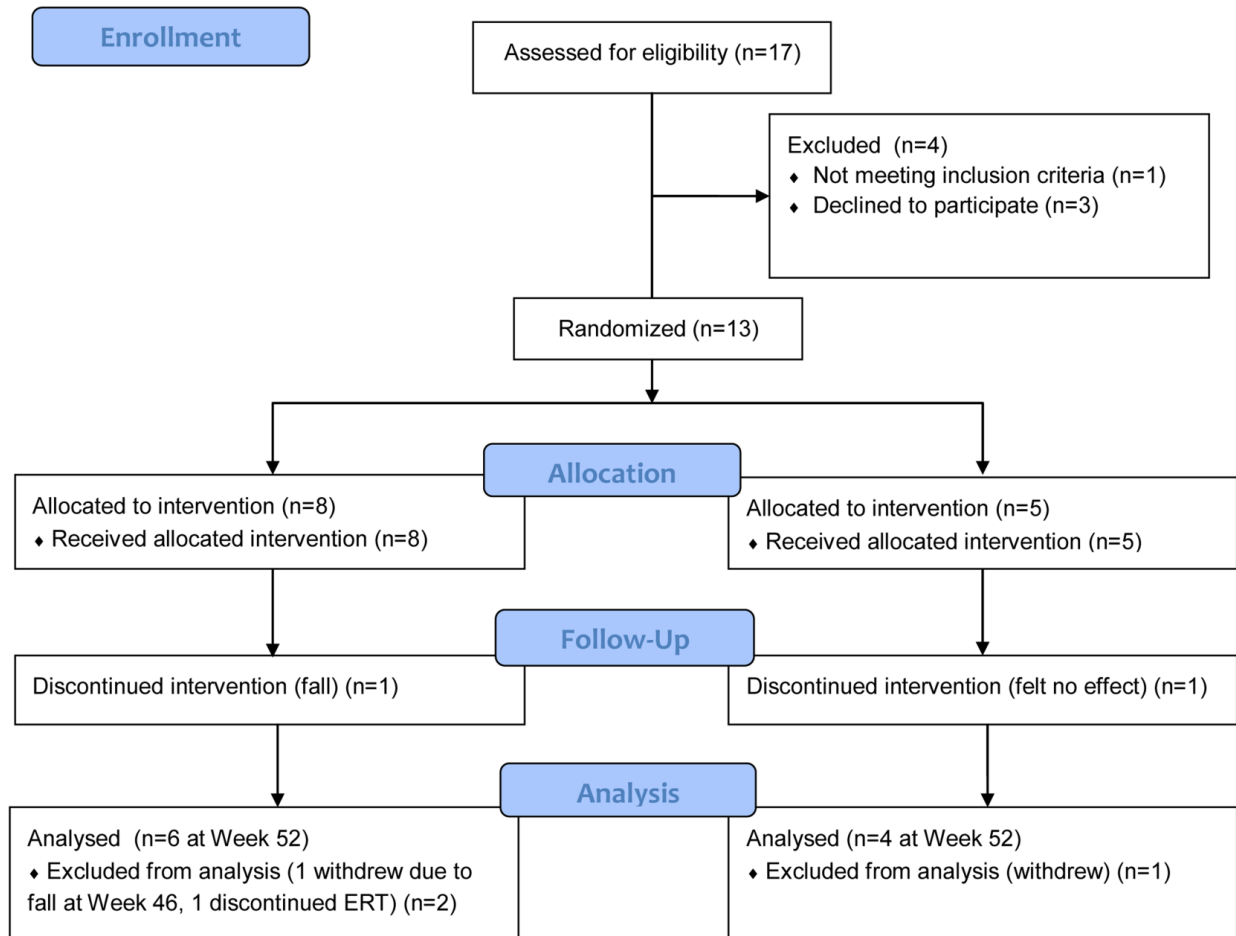 Enrollment
Assessed for eligibility (n=17)
Excluded (n=4)
♦ Not meeting inclusion criteria (n=1)
♦ Declined to participate (n=3)
Randomized (n=13)
Allocation
Allocated to intervention (n=8)
♦ Received allocated intervention (n=8)
Allocated to intervention (n=5)
♦ Received allocated intervention (n=5)
Follow-Up
Discontinued intervention (fall) (n=1)
Discontinued intervention (felt no effect) (n=1)
Analysis
Analysed (n=6 at Week 52)
♦ Excluded from analysis (1 withdrew due to
fall at Week 46, 1 discontinued ERT) (n=2)
Analysed (n=4 at Week 52)
♦ Excluded from analysis (withdrew) (n=1)